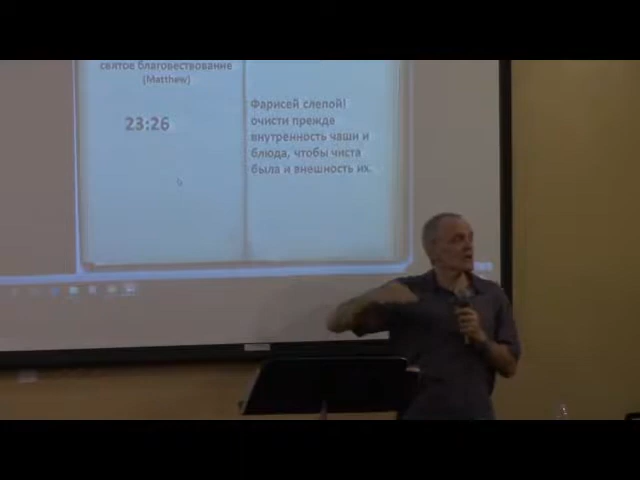 святое благовествование
(Matthew)
23:26
Фарисей слепой!
очисти прежде
внутренность чаши и
блюда, чтобы чиста
была и внешность их.